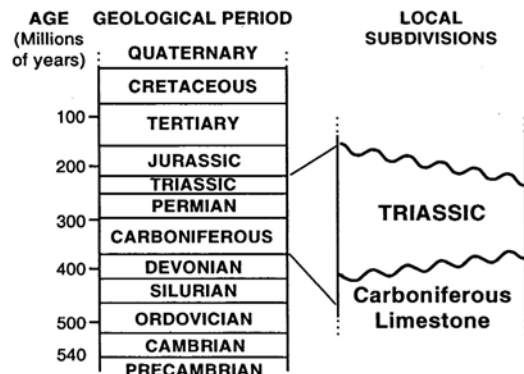 AGE
(Millions
of years)
GEOLOGICAL PERIOD
LOCAL
SUBDIVISIONS
QUATERNARY
CRETACEOUS
100
TERTIARY
JURASSIC
200
TRIASSIC
PERMIAN
300
CARBONIFEROUS
400
DEVONIAN
SILURIAN
500
ORDOVICIAN
540
CAMBRIAN
PRECAMBRIAN
TRIASSIC
Carboniferous
Limestone